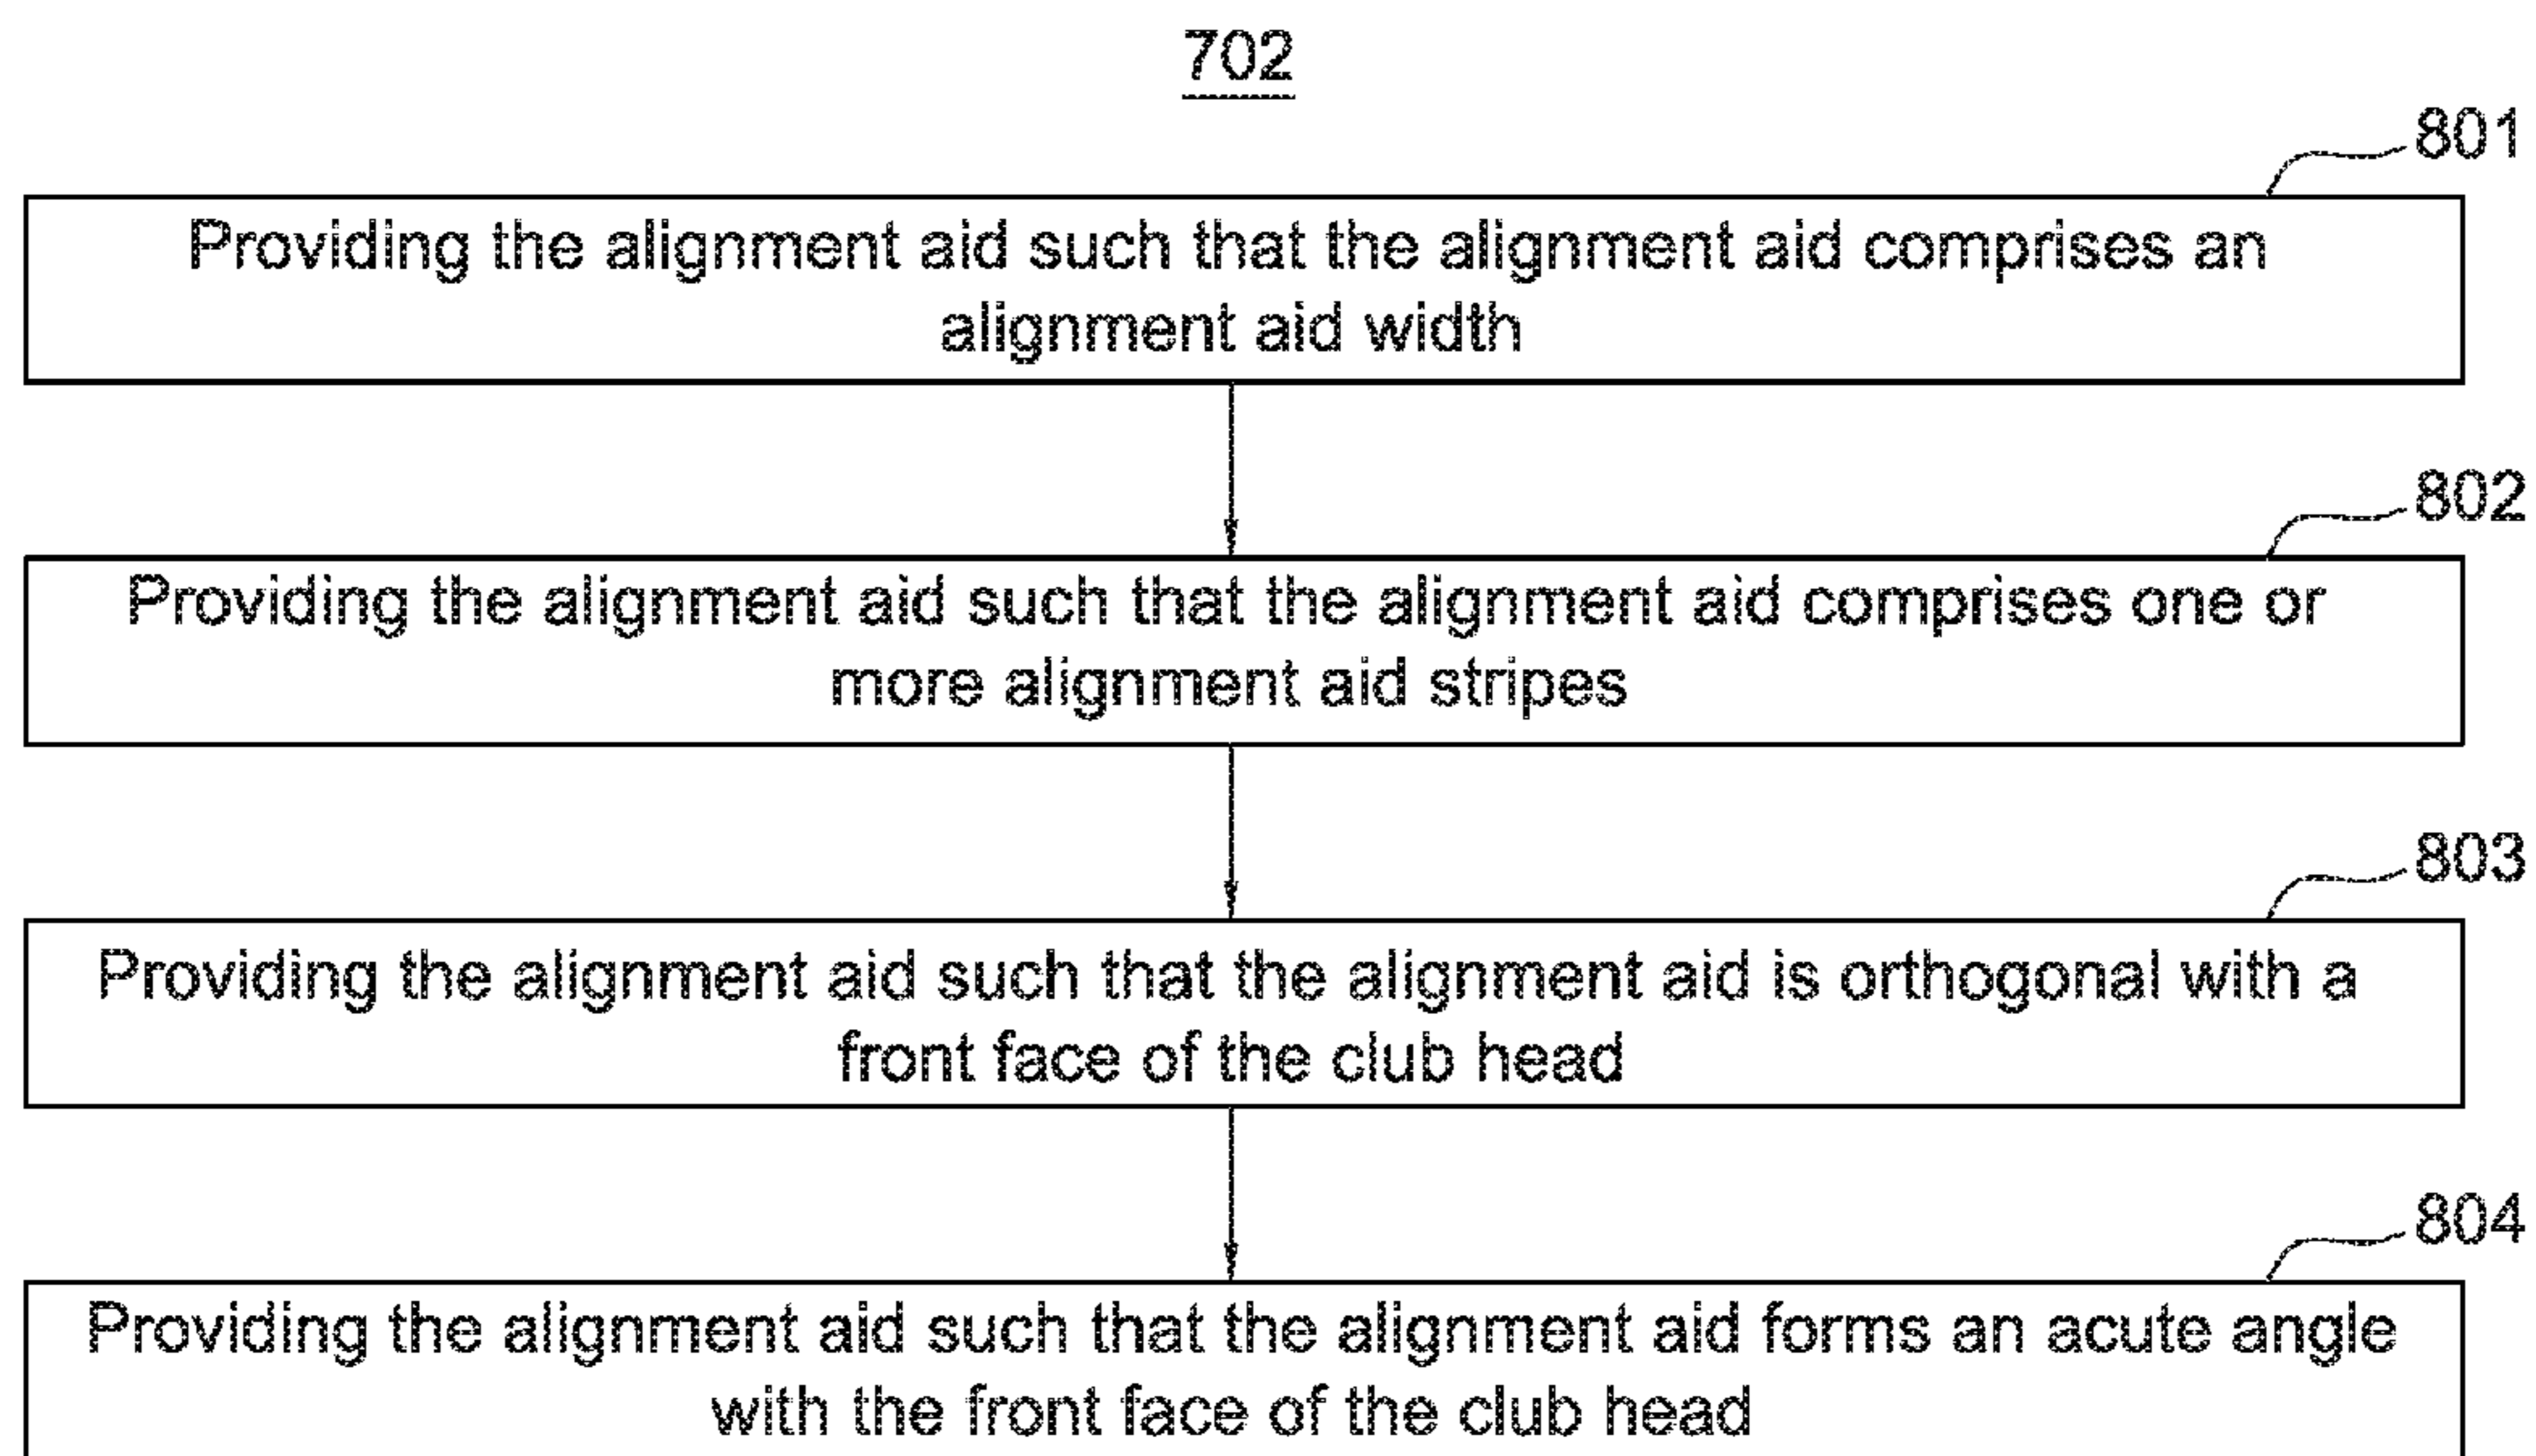 702
801
Providing the alignment aid such that the alignment aid comprises an
alignment aid width
802
Providing the alignment aid such that the alignment aid comprises one or
more alignment aid stripes
803
Providing the alignment aid such that the alignment aid is orthogonal with a
front face of the club head
804
Providing the alignment aid such that the alignment aid forms an acute angle
with the front face of the club head